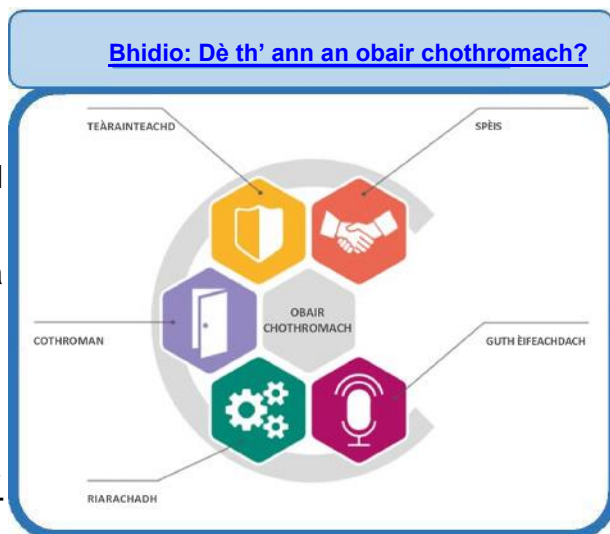 Bhidio: Dè th' ann an obair chothromach?
TEÀRAINTEACHD
SPÈIS
OBAIR
CHOTHROMACH
COTHROMAN
GUTH ÈIFEACHDACH
RIARACHADH